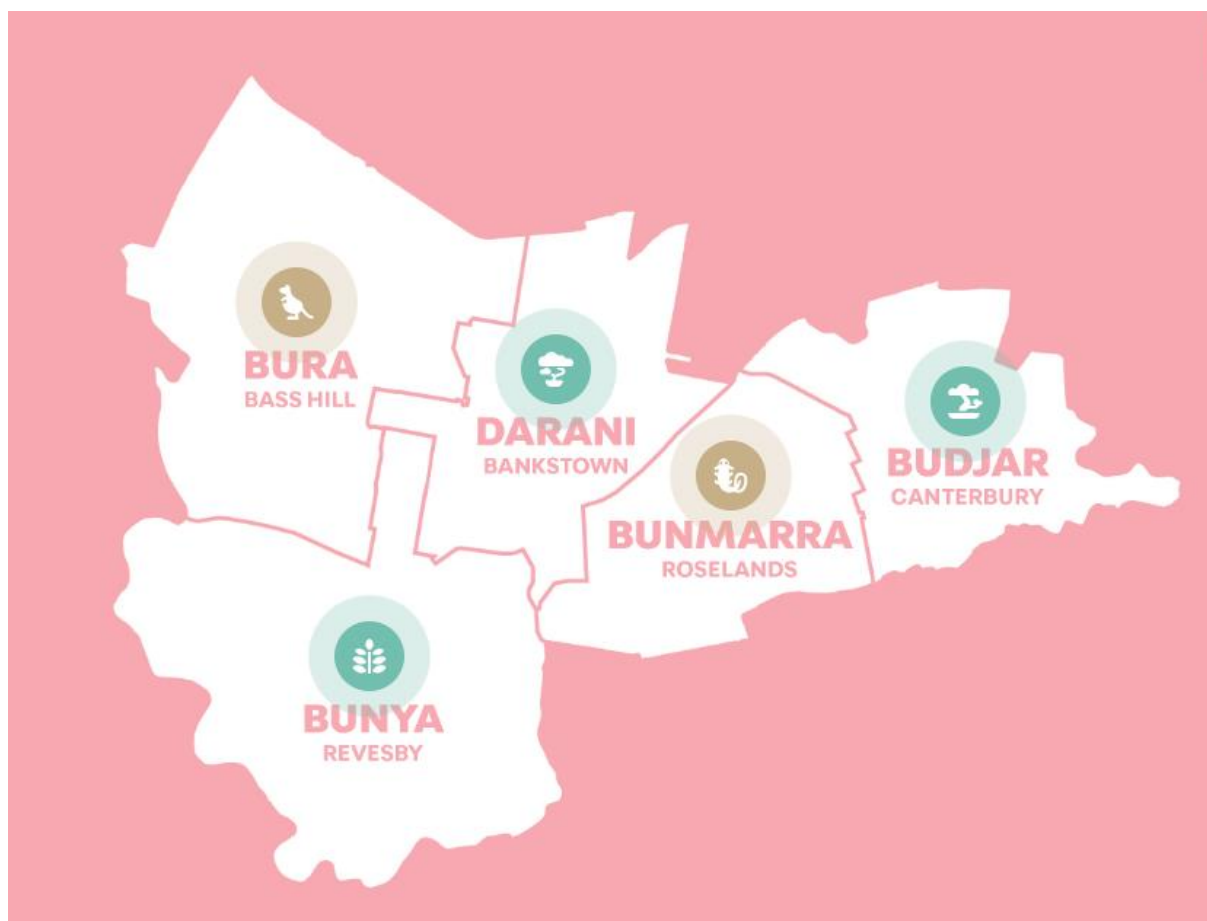 BURA
BASS HILL
DARANI
BANKSTOWN
BUNMARRA
ROSELANDS
BUDJAR
CANTERBURY
BUNYA
REVESBY